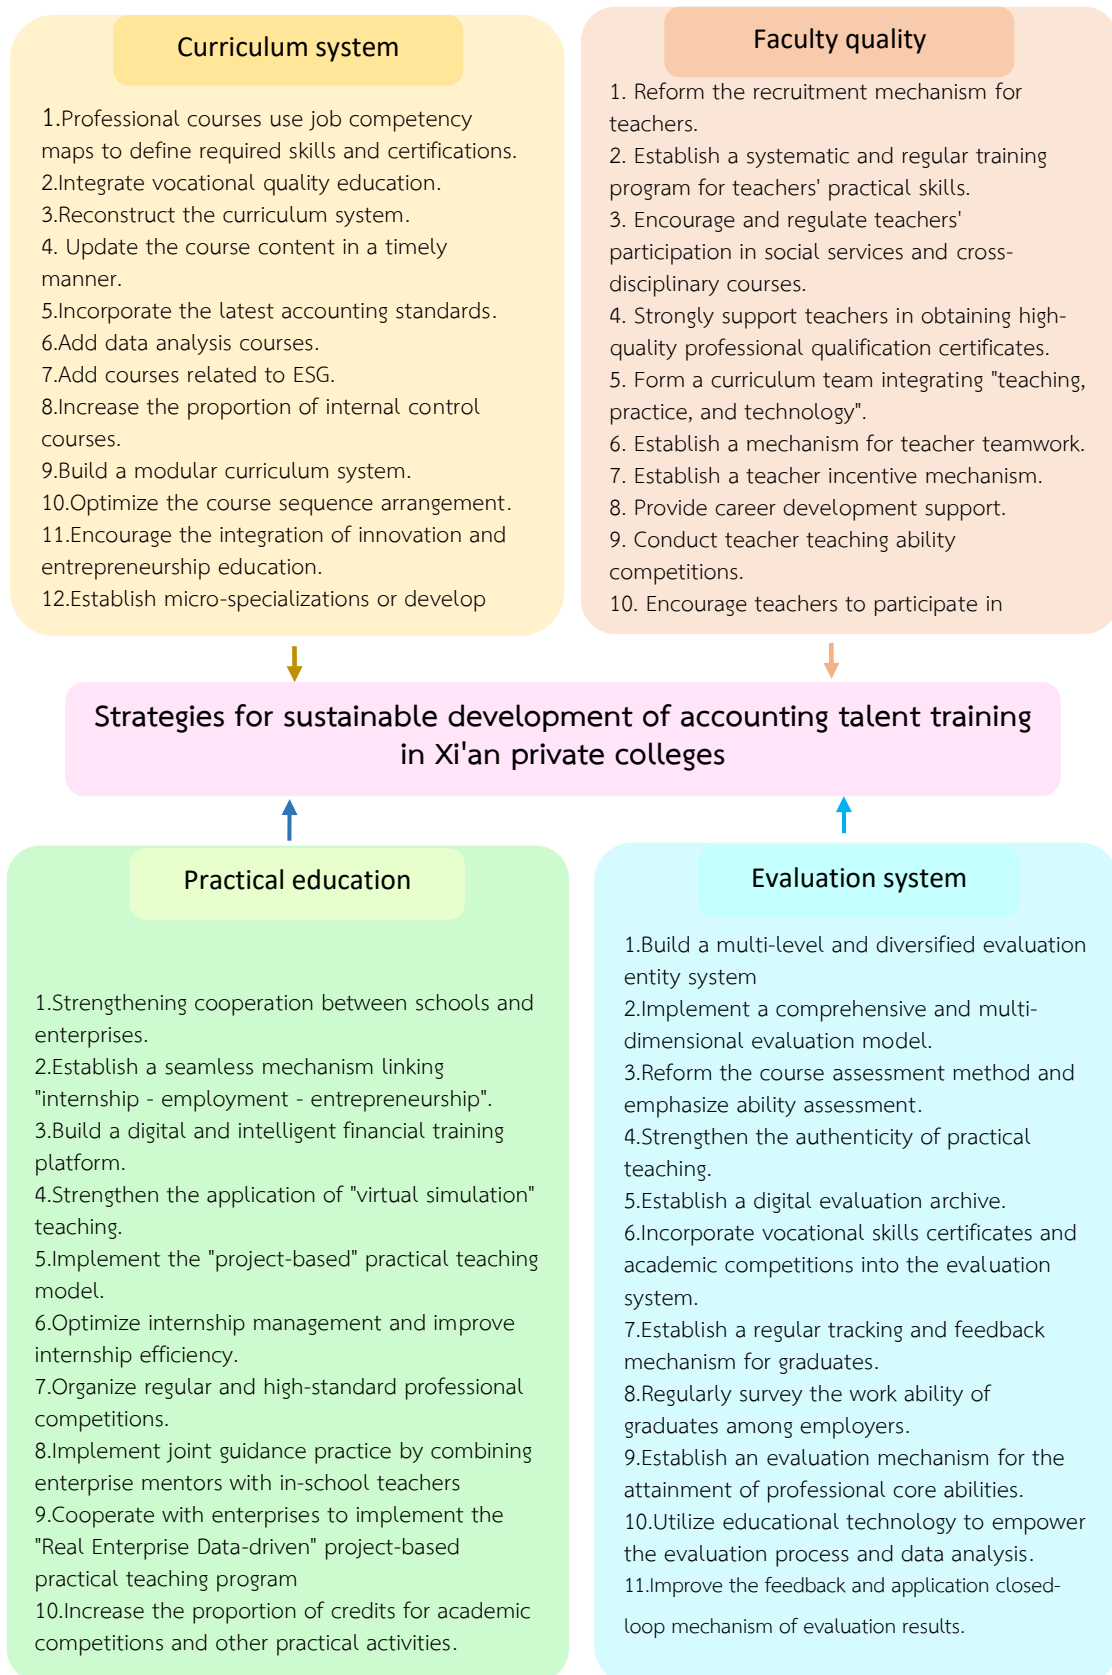 Curriculum system
1.Professional courses use job competency
maps to define required skills and certifications.
2.Integrate vocational quality education.
3.Reconstruct the curriculum system.
4. Update the course content in a timely
manner.
5.Incorporate the latest accounting standards.
6.Add data analysis courses.
7.Add courses related to ESG.
8.Increase the proportion of internal control
courses.
9.Build a modular curriculum system.
10.Optimize the course sequence arrangement.
11.Encourage the integration of innovation and
entrepreneurship education.
12.Establish micro-specializations or develop
Faculty quality
1. Reform the recruitment mechanism for
teachers.
2. Establish a systematic and regular training
program for teachers' practical skills.
3. Encourage and regulate teachers'
participation in social services and cross-
disciplinary courses.
4. Strongly support teachers in obtaining high-
quality professional qualification certificates.
5. Form a curriculum team integrating "teaching,
practice, and technology".
6. Establish a mechanism for teacher teamwork.
7. Establish a teacher incentive mechanism.
8. Provide career development support.
9. Conduct teacher teaching ability
competitions.
10. Encourage teachers to participate in
Strategies for sustainable development of accounting talent training
in Xi'an private colleges
Practical education
1.Strengthening cooperation between schools and
enterprises.
2.Establish a seamless mechanism linking
"internship - employment - entrepreneurship".
3.Build a digital and intelligent financial training
platform.
4.Strengthen the application of "virtual simulation"
teaching.
5.Implement the "project-based" practical teaching
model.
6.Optimize internship management and improve
internship efficiency.
7.Organize regular and high-standard professional
competitions.
8.Implement joint guidance practice by combining
enterprise mentors with in-school teachers
9.Cooperate with enterprises to implement the
"Real Enterprise Data-driven" project-based
practical teaching program
10.Increase the proportion of credits for academic
competitions and other practical activities.
Evaluation system
1.Build a multi-level and diversified evaluation
entity system
2.Implement a comprehensive and multi-
dimensional evaluation model.
3.Reform the course assessment method and
emphasize ability assessment.
4.Strengthen the authenticity of practical
teaching.
5.Establish a digital evaluation archive.
6.Incorporate vocational skills certificates and
academic competitions into the evaluation
system.
7.Establish a regular tracking and feedback
mechanism for graduates.
8.Regularly survey the work ability of
graduates among employers.
9.Establish an evaluation mechanism for the
attainment of professional core abilities.
10.Utilize educational technology to empower
the evaluation process and data analysis.
11.Improve the feedback and application closed-
loop mechanism of evaluation results.